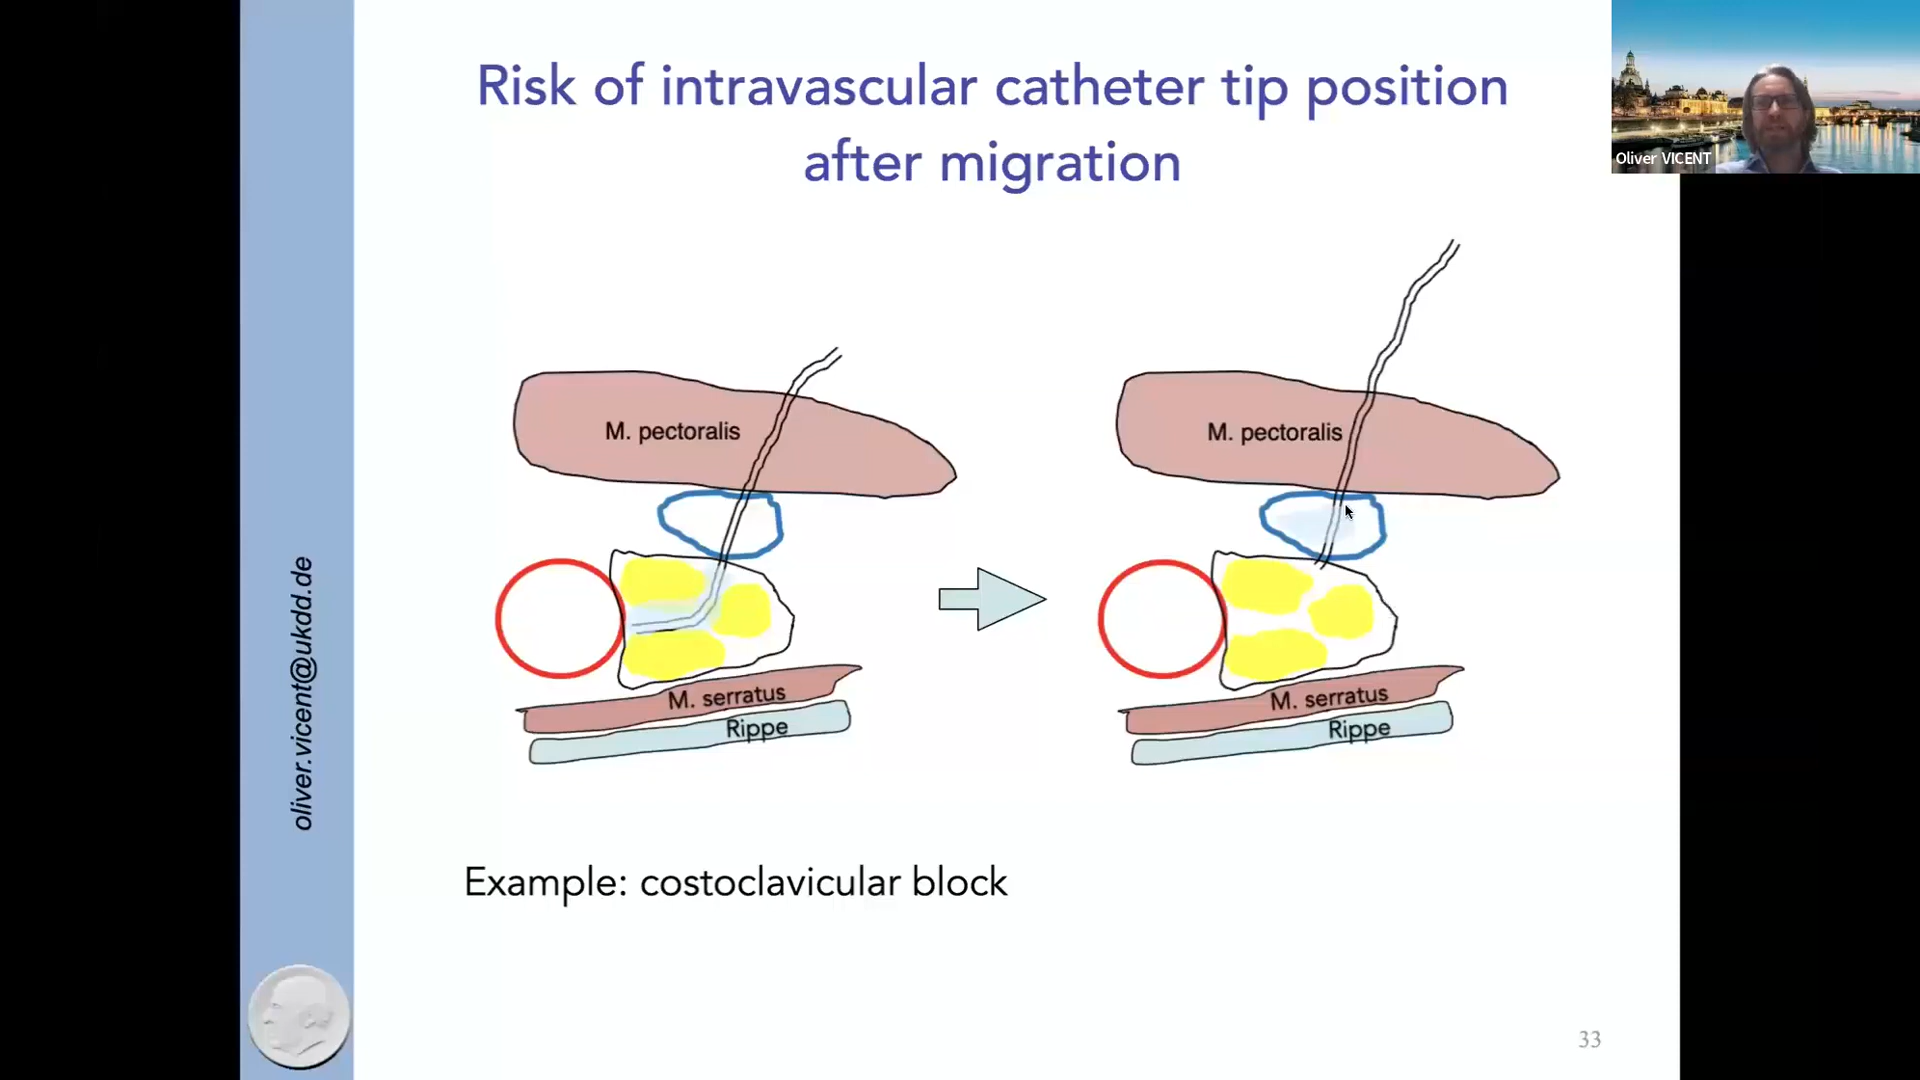 Risk of intravascular catheter tip position
after migration
Oliver VICENT
M. pectoralis
M. pectoralis
M. serratus
Rippe
M. serratus
Rippe
oliver.vicent@ukdd.de
Example: costoclavicular block
33